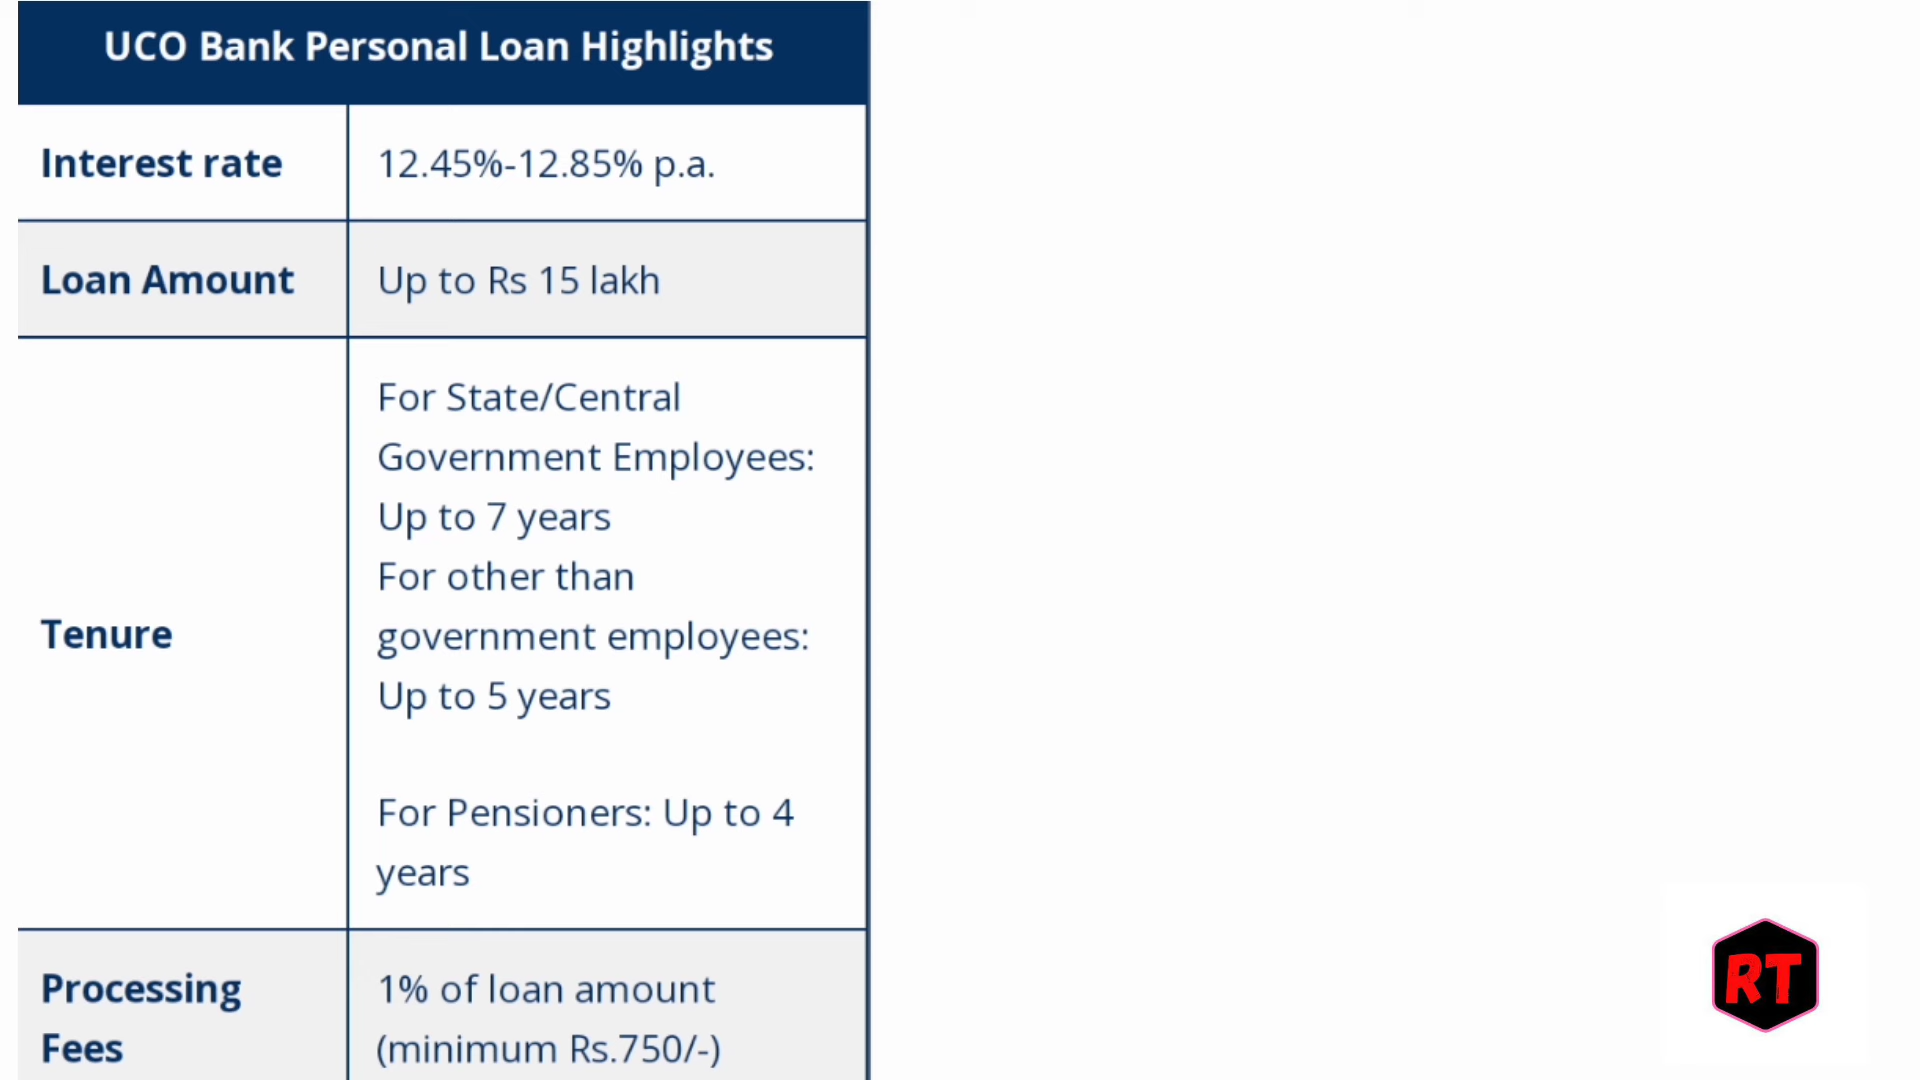 UCO Bank Personal Loan Highlights
Interest rate
12.45%-12.85% p.a.
Loan Amount
Up to Rs 15 lakh
Tenure
For State/Central
Government Employees:
Up to 7 years
For other than
government employees:
Up to 5 years
For Pensioners: Up to 4
years
Processing
Fees
1% of loan amount
(minimum Rs.750/-)
RT